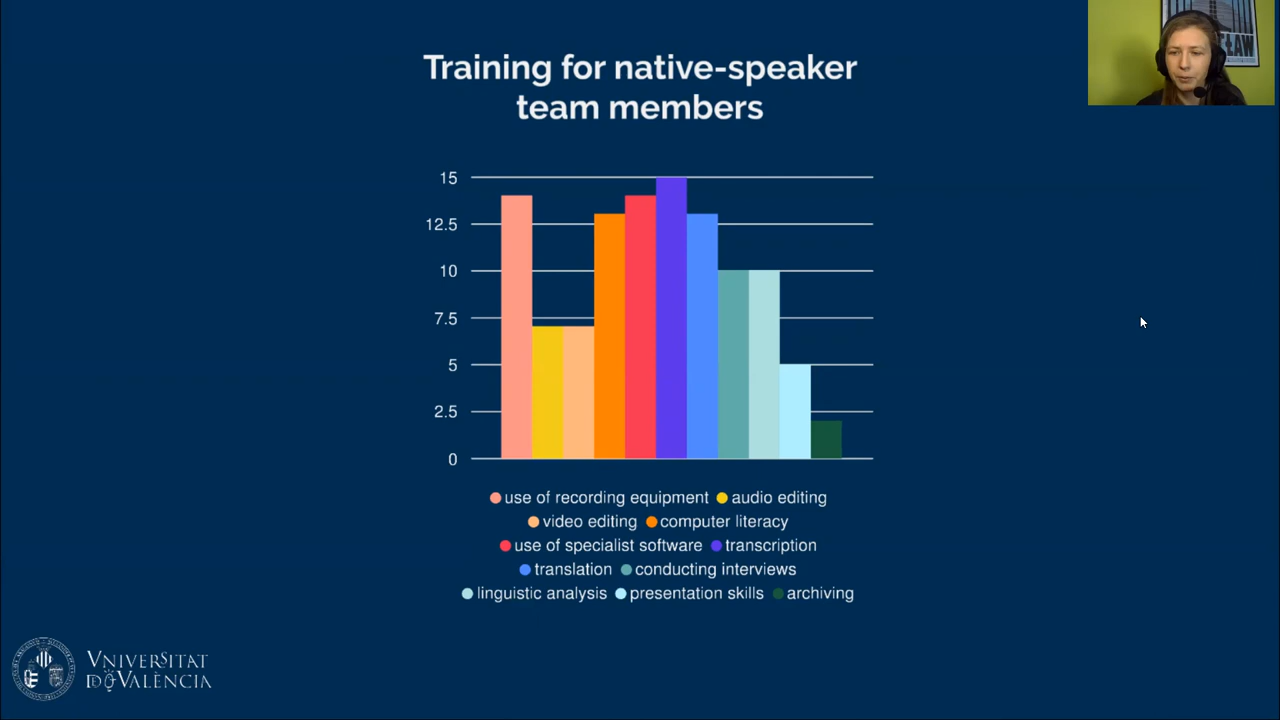 Training for native-speaker
team members
15
12.5
10
7.5
5
2.5
0
use of recording equipment audio editing
video editing computer literacy
use of specialist software transcription
translation conducting interviews
linguistic analysis presentation skills archiving
VNIVERSITAT
D VALÈNCIA